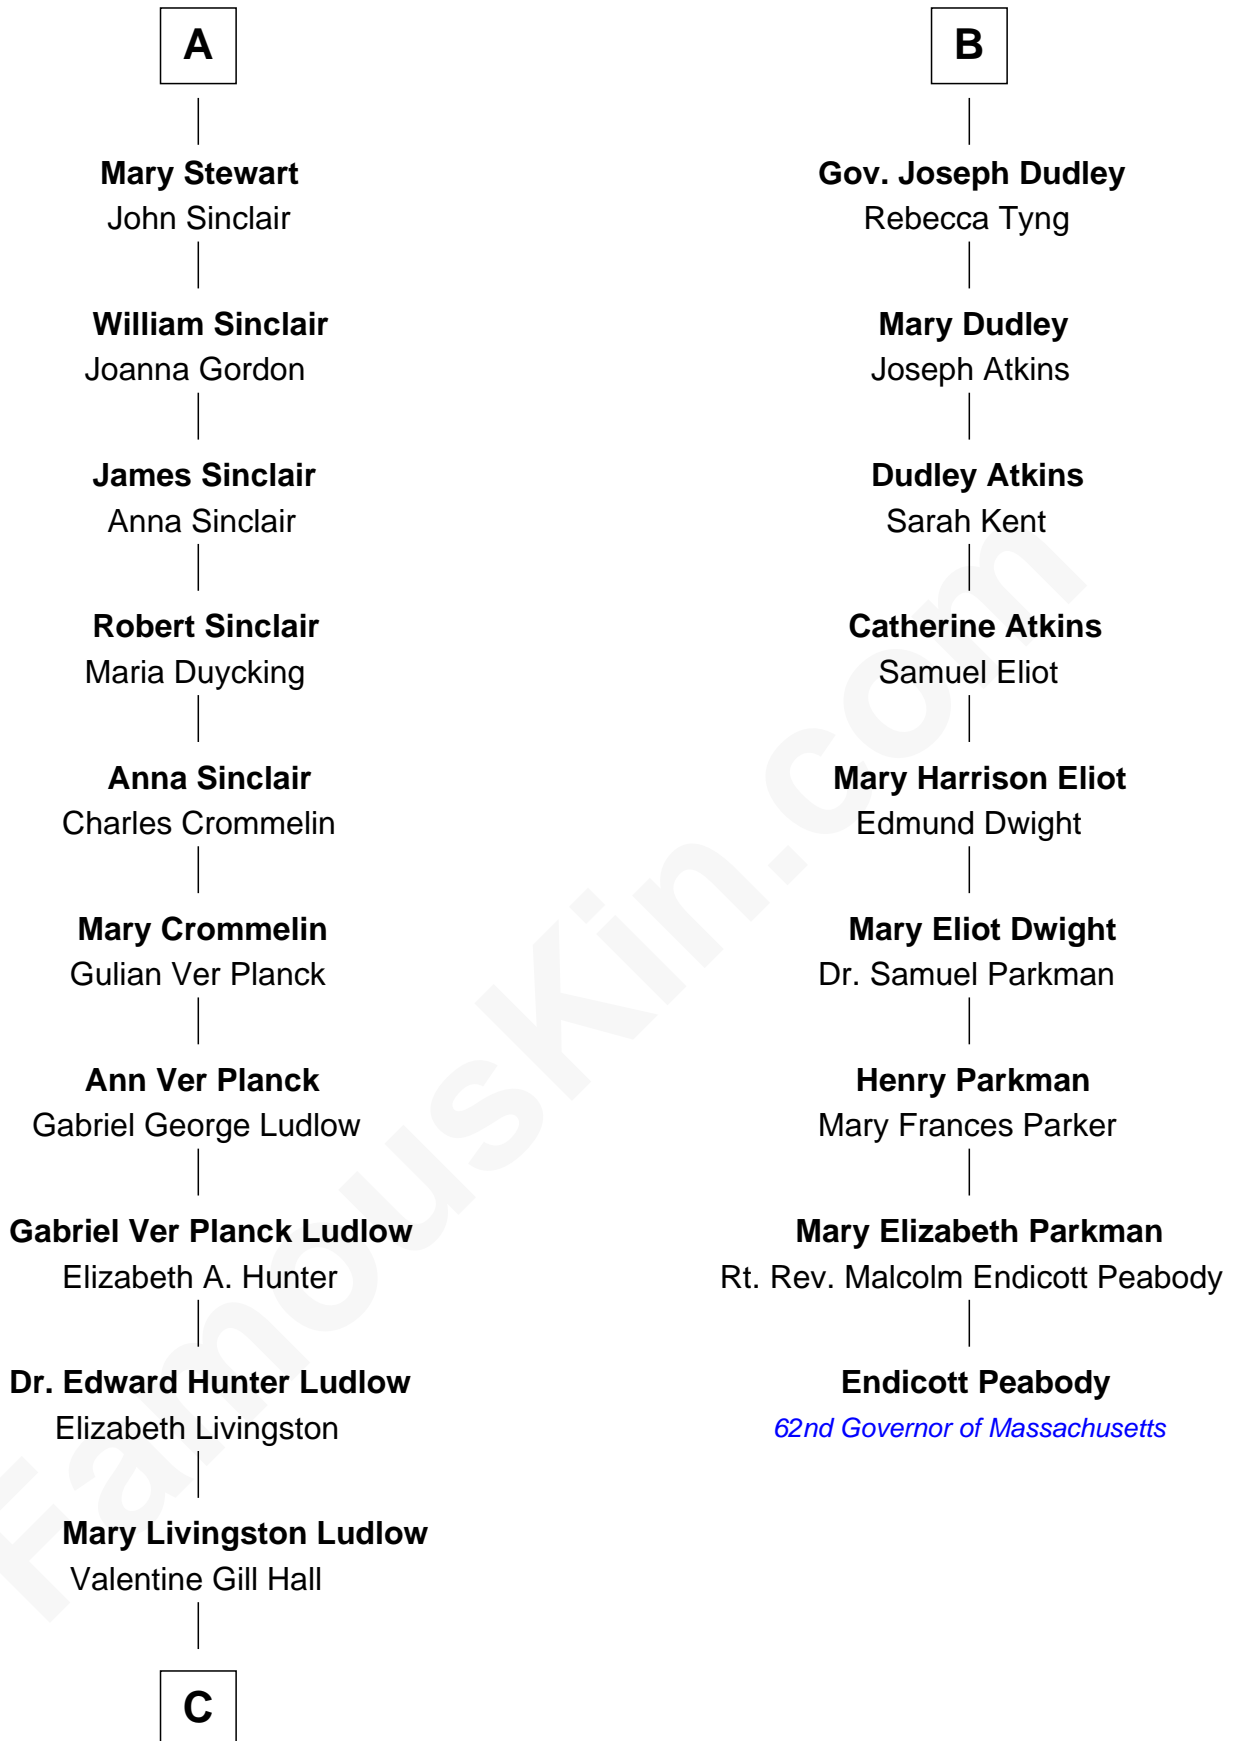 A
Mary Stewart
John Sinclair
William Sinclair
Joanna Gordon
James Sinclair
Anna Sinclair
Robert Sinclair
Maria Duycking
Anna Sinclair
Charles Crommelin
Mary Crommelin
Gulian Ver Planck
Ann Ver Planck
Gabriel George Ludlow
Gabriel Ver Planck Ludlow
Elizabeth A. Hunter
Dr. Edward Hunter Ludlow
Elizabeth Livingston
Mary Livingston Ludlow
Valentine Gill Hall
C
B
Gov. Joseph Dudley
Rebecca Tyng
Mary Dudley
Joseph Atkins
Dudley Atkins
Sarah Kent
Catherine Atkins
Samuel Eliot
Mary Harrison Eliot
Edmund Dwight
Mary Eliot Dwight
Dr. Samuel Parkman
Henry Parkman
Mary Frances Parker
Mary Elizabeth Parkman
Rt. Rev. Malcolm Endicott Peabody
Endicott Peabody
62nd Governor of Massachusetts
FamousKin.com